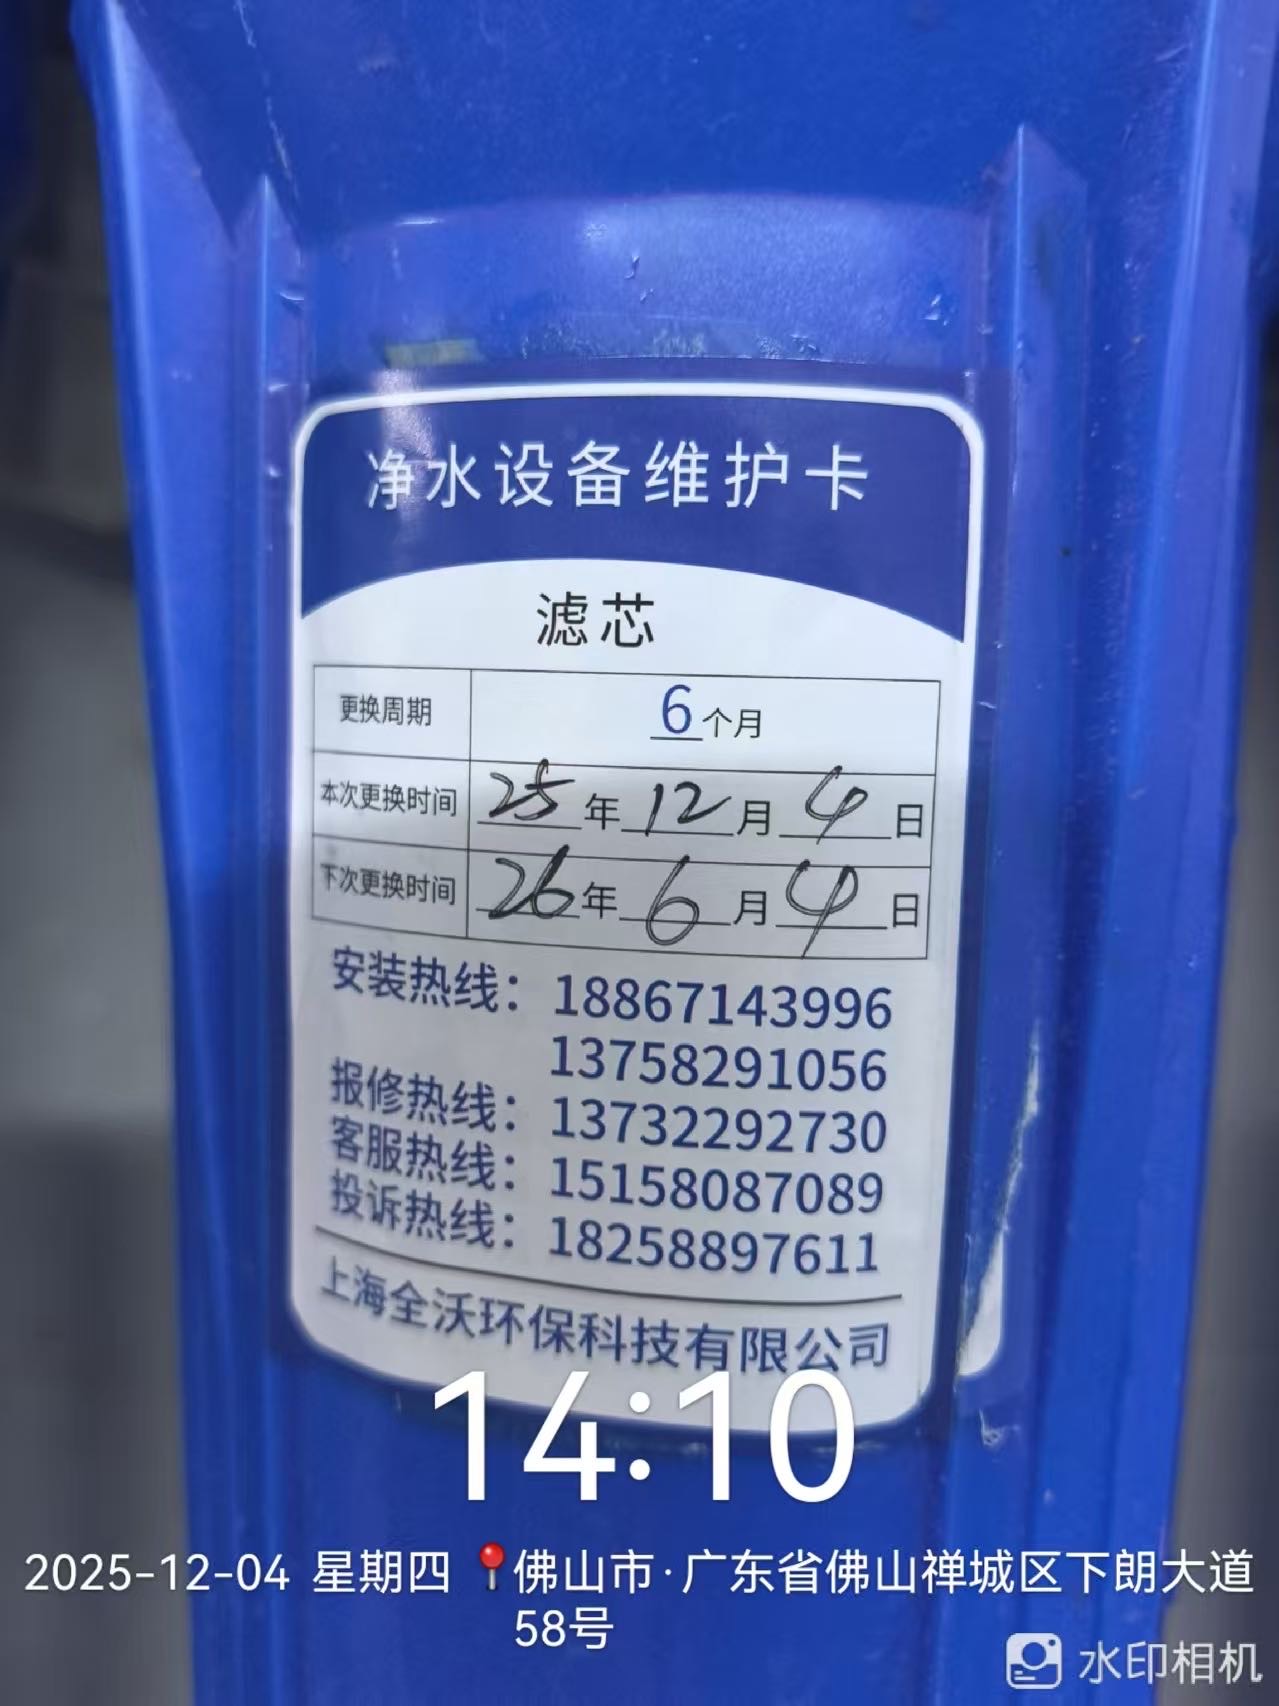 净水设备维护卡
滤芯
更换周期 6个月
本次更换时间 25年12月4日
下次更换时间 26年6月4日
安装热线：18867143996
13758291056
报修热线：13732292730
客服热线：15158087089
投诉热线：18258897611
上海全沃环保科技有限公司
14:10
2025-12-04 星期四 📍佛山市·广东省佛山禅城区下朗大道
58号
水印相机